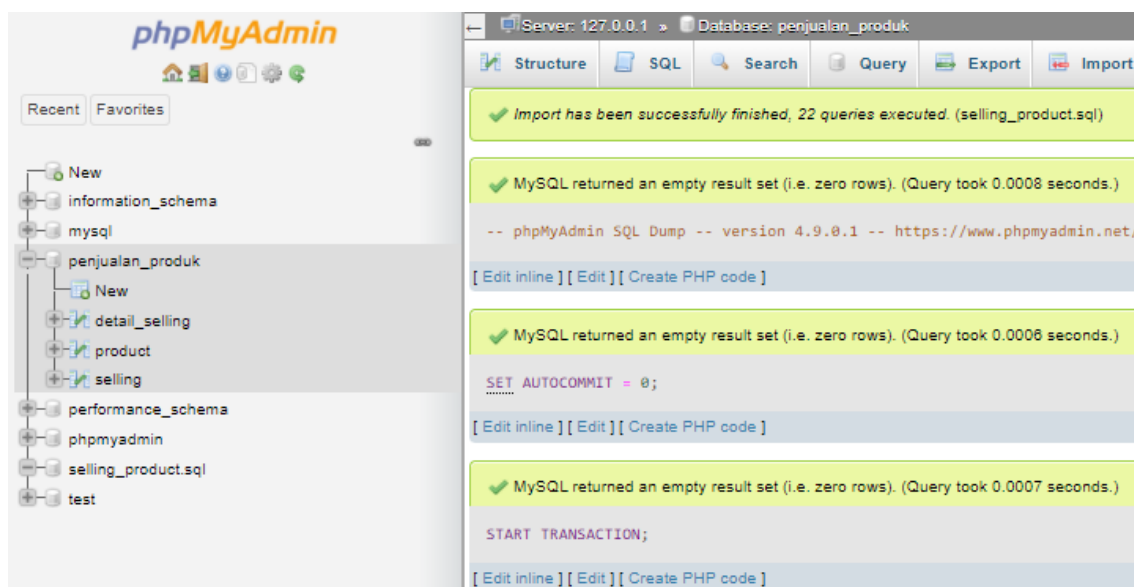 phpMyAdmin
Recent Favorites
New
information_schema
mysql
penjualan_produk
New
detail_selling
product
selling
performance_schema
phpmyadmin
selling_product.sql
test
Server: 127.0.0.1 » Database: penjualan_produk
Structure SQL Search Query Export Import
Import has been successfully finished, 22 queries executed. (selling_product.sql)
MySQL returned an empty result set (i.e. zero rows). (Query took 0.0008 seconds.)
-- phpMyAdmin SQL Dump -- version 4.9.0.1 -- https://www.phpmyadmin.net/
[ Edit inline ] [ Edit ] [ Create PHP code ]
MySQL returned an empty result set (i.e. zero rows). (Query took 0.0006 seconds.)
SET AUTOCOMMIT = 0;
[ Edit inline ] [ Edit ] [ Create PHP code ]
MySQL returned an empty result set (i.e. zero rows). (Query took 0.0007 seconds.)
START TRANSACTION;
[ Edit inline ] [ Edit ] [ Create PHP code ]